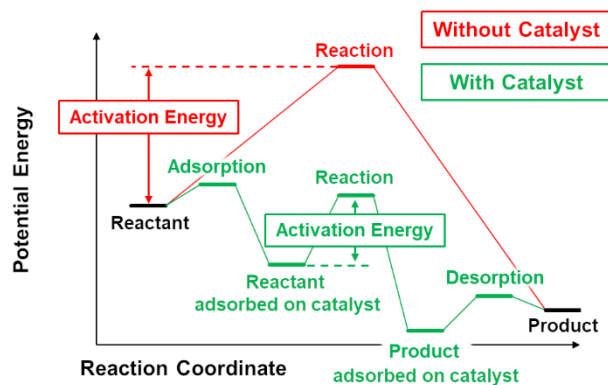 Without Catalyst
With Catalyst
Reaction
Activation Energy
Adsorption
Reactant
Reaction
Activation Energy
Reactant
adsorbed on catalyst
Desorption
Product
Product
adsorbed on catalyst
Potential Energy
Reaction Coordinate